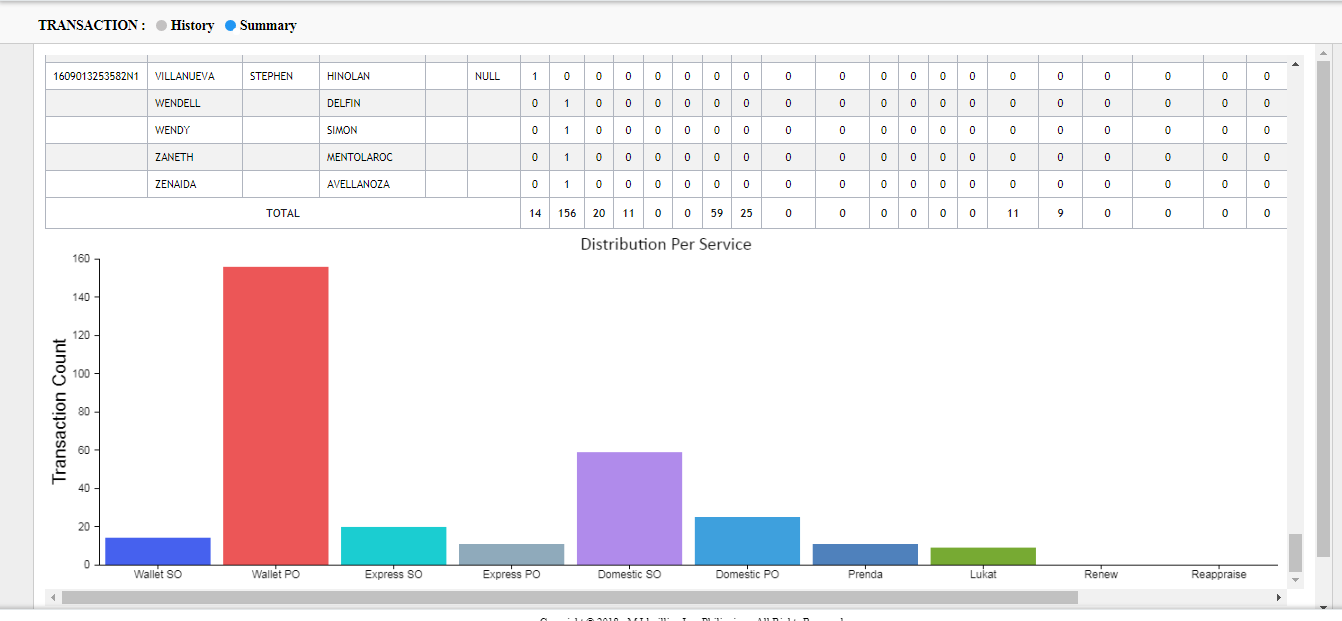 TRANSACTION : History Summary
1609013253582N1 VILLANUEVA STEPHEN HINOLAN NULL 1 0 0 0 0 0 0 0 0 0 0 0 0 0 0 0 0 0 0 0
WENDELL DELFIN 0 1 0 0 0 0 0 0 0 0 0 0 0 0 0 0 0 0 0 0
WENDY SIMON 0 1 0 0 0 0 0 0 0 0 0 0 0 0 0 0 0 0 0 0
ZANETH MENTOLAROC 0 1 0 0 0 0 0 0 0 0 0 0 0 0 0 0 0 0 0 0
ZENAIDA AVELLANOZA 0 1 0 0 0 0 0 0 0 0 0 0 0 0 0 0 0 0 0 0
TOTAL 14 156 20 11 0 0 59 25 0 0 0 0 0 0 11 9 0 0 0 0
Distribution Per Service
Transaction Count
160
140
120
100
80
60
40
20
0
Wallet SO Wallet PO Express SO Express PO Domestic SO Domestic PO Prenda Lukat Renew Reappraise